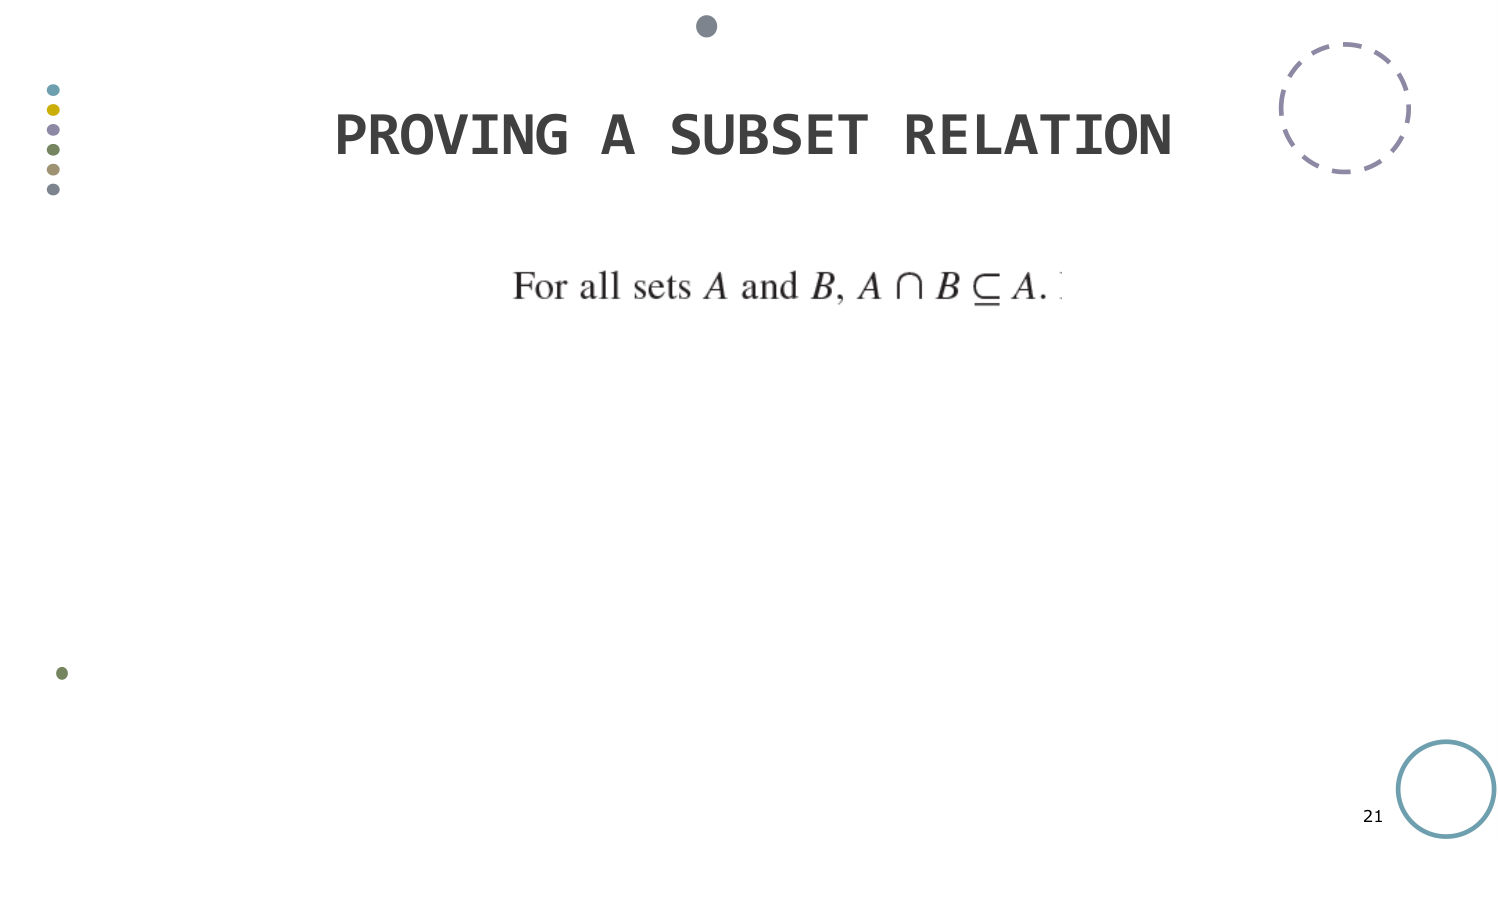 PROVING A SUBSET RELATION
For all sets A and B, A ∩ B ⊆ A.
21